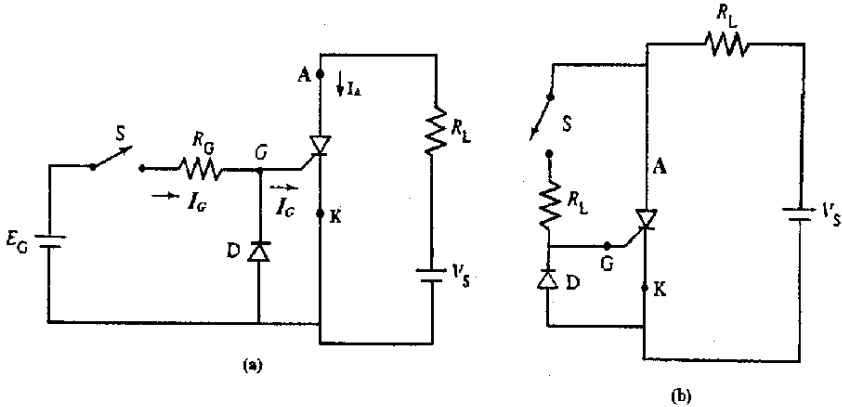 A
I_A
S
R_G
G
R_L
I_G
I_G
K
E_G
D
V_S
(a)
R_L
S
A
R_L
V_S
G
D
K
(b)